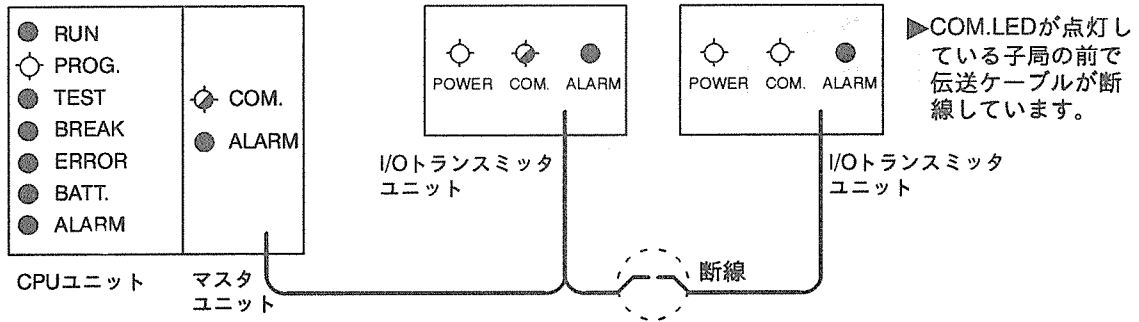 RUN
PROG.
TEST
BREAK
ERROR
BATT.
ALARM
COM.
ALARM
CPUユニット
マスタ
ユニット
POWER COM. ALARM
I/Oトランスミッタ
ユニット
POWER COM. ALARM
I/Oトランスミッタ
ユニット
断線
▶COM.LEDが点灯し
ている子局の前で
伝送ケーブルが断
線しています。